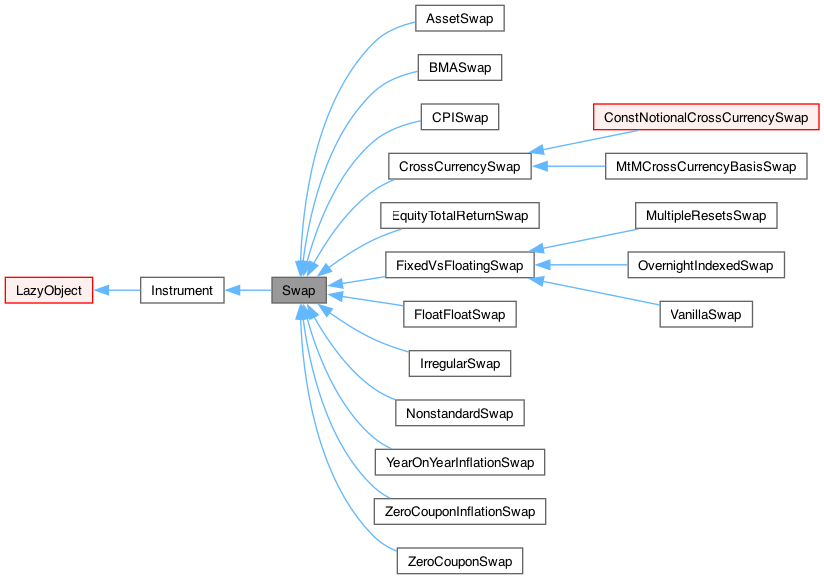 AssetSwap
BMASwap
CPISwap
ConstNotionalCrossCurrencySwap
CrossCurrencySwap
MtMCrossCurrencyBasisSwap
EquityTotalReturnSwap
MultipleResetsSwap
FixedVsFloatingSwap
OvernightIndexedSwap
LazyObject
Instrument
Swap
FloatFloatSwap
VanillaSwap
IrregularSwap
NonstandardSwap
YearOnYearInflationSwap
ZeroCouponInflationSwap
ZeroCouponSwap